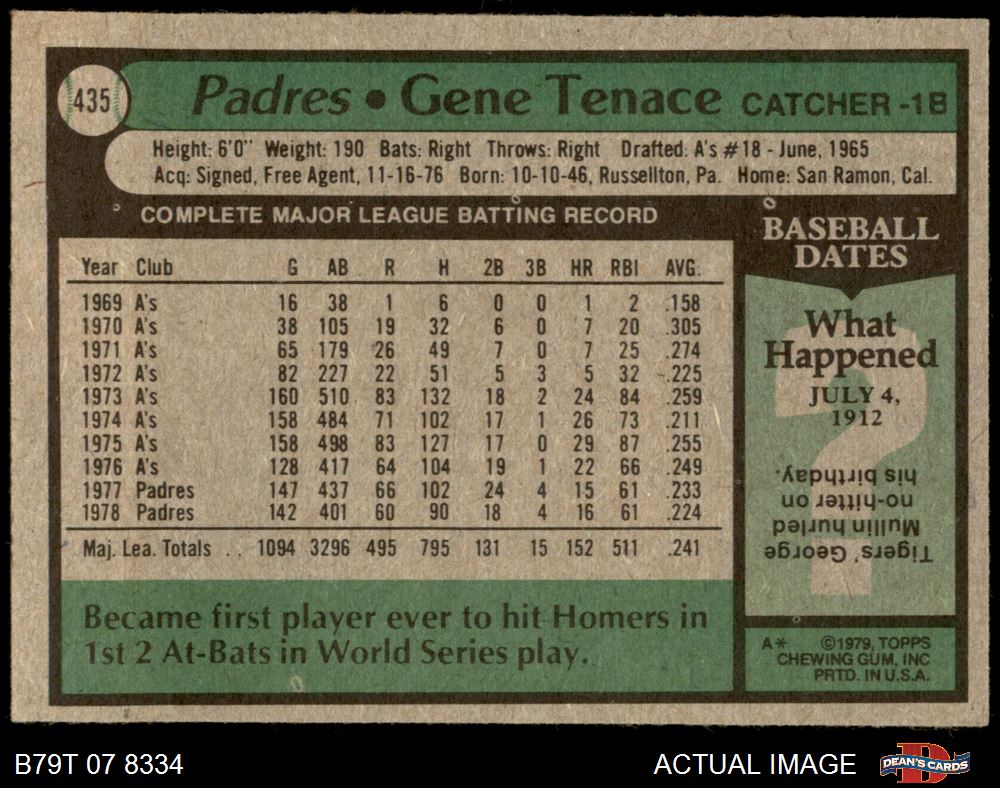 435
Padres • Gene Tenace CATCHER -1B
Height: 6'0" Weight: 190 Bats: Right Throws: Right Drafted: A's #18 - June, 1965
Acq: Signed, Free Agent, 11-16-76 Born: 10-10-46, Russellton, Pa. Home: San Ramon, Cal.
COMPLETE MAJOR LEAGUE BATTING RECORD
Year Club G AB R H 2B 3B HR RBI AVG.
1969 A's 16 38 1 6 0 0 1 2 .158
1970 A's 38 105 19 32 6 0 7 20 .305
1971 A's 65 179 26 49 7 0 7 25 .274
1972 A's 82 227 22 51 5 3 5 32 .225
1973 A's 160 510 83 132 18 2 24 84 .259
1974 A's 158 484 71 102 17 1 26 73 .211
1975 A's 158 498 83 127 17 0 29 87 .255
1976 A's 128 417 64 104 19 1 22 66 .249
1977 Padres 147 437 66 102 24 4 15 61 .233
1978 Padres 142 401 60 90 18 4 16 61 .224
Maj. Lea. Totals . . 1094 3296 495 795 131 15 152 511 .241
Became first player ever to hit Homers in
1st 2 At-Bats in World Series play.
BASEBALL
DATES
What
Happened
JULY 4,
1912
Tigers' George
Mullin hurled
no-hitter on
his birthday.
A* ©1979, TOPPS
CHEWING GUM, INC
PRTD. IN U.S.A.
B79T 07 8334
ACTUAL IMAGE
D
DEAN'S CARDS